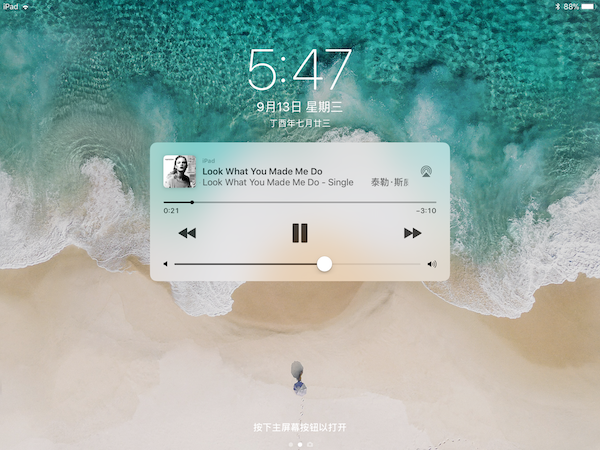 iPad 88%
5:47
9月13日 星期三
丁酉年七月廿三
iPad
Look What You Made Me Do
Look What You Made Me Do - Single 泰勒·斯
0:21 −3:10
按下主屏幕按钮以打开